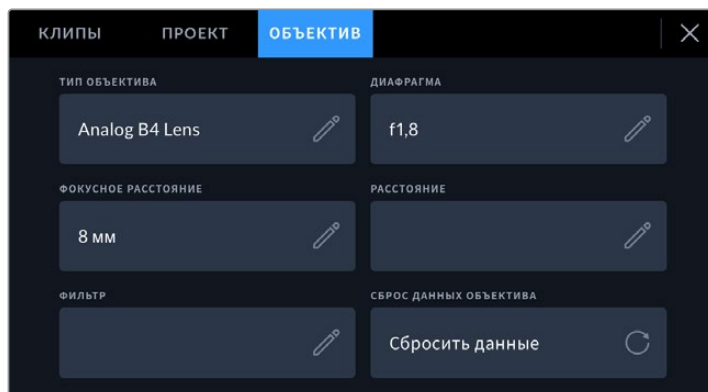 КЛИПЫ ПРОЕКТ ОБЪЕКТИВ
ТИП ОБЪЕКТИВА ДИАФРАГМА
Analog B4 Lens f1,8
ФОКУСНОЕ РАССТОЯНИЕ РАССТОЯНИЕ
8 мм
ФИЛЬТР СБРОС ДАННЫХ ОБЪЕКТИВА
Сбросить данные